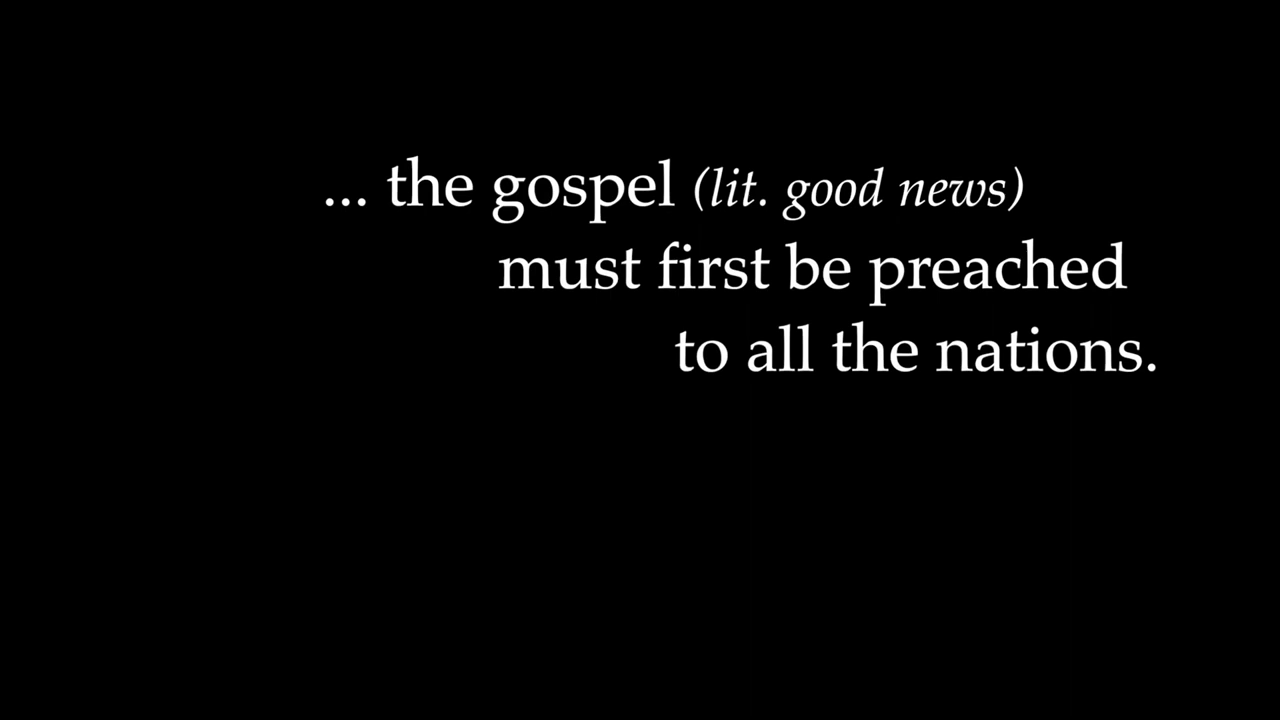 ... the gospel (lit. good news)
must first be preached
to all the nations.